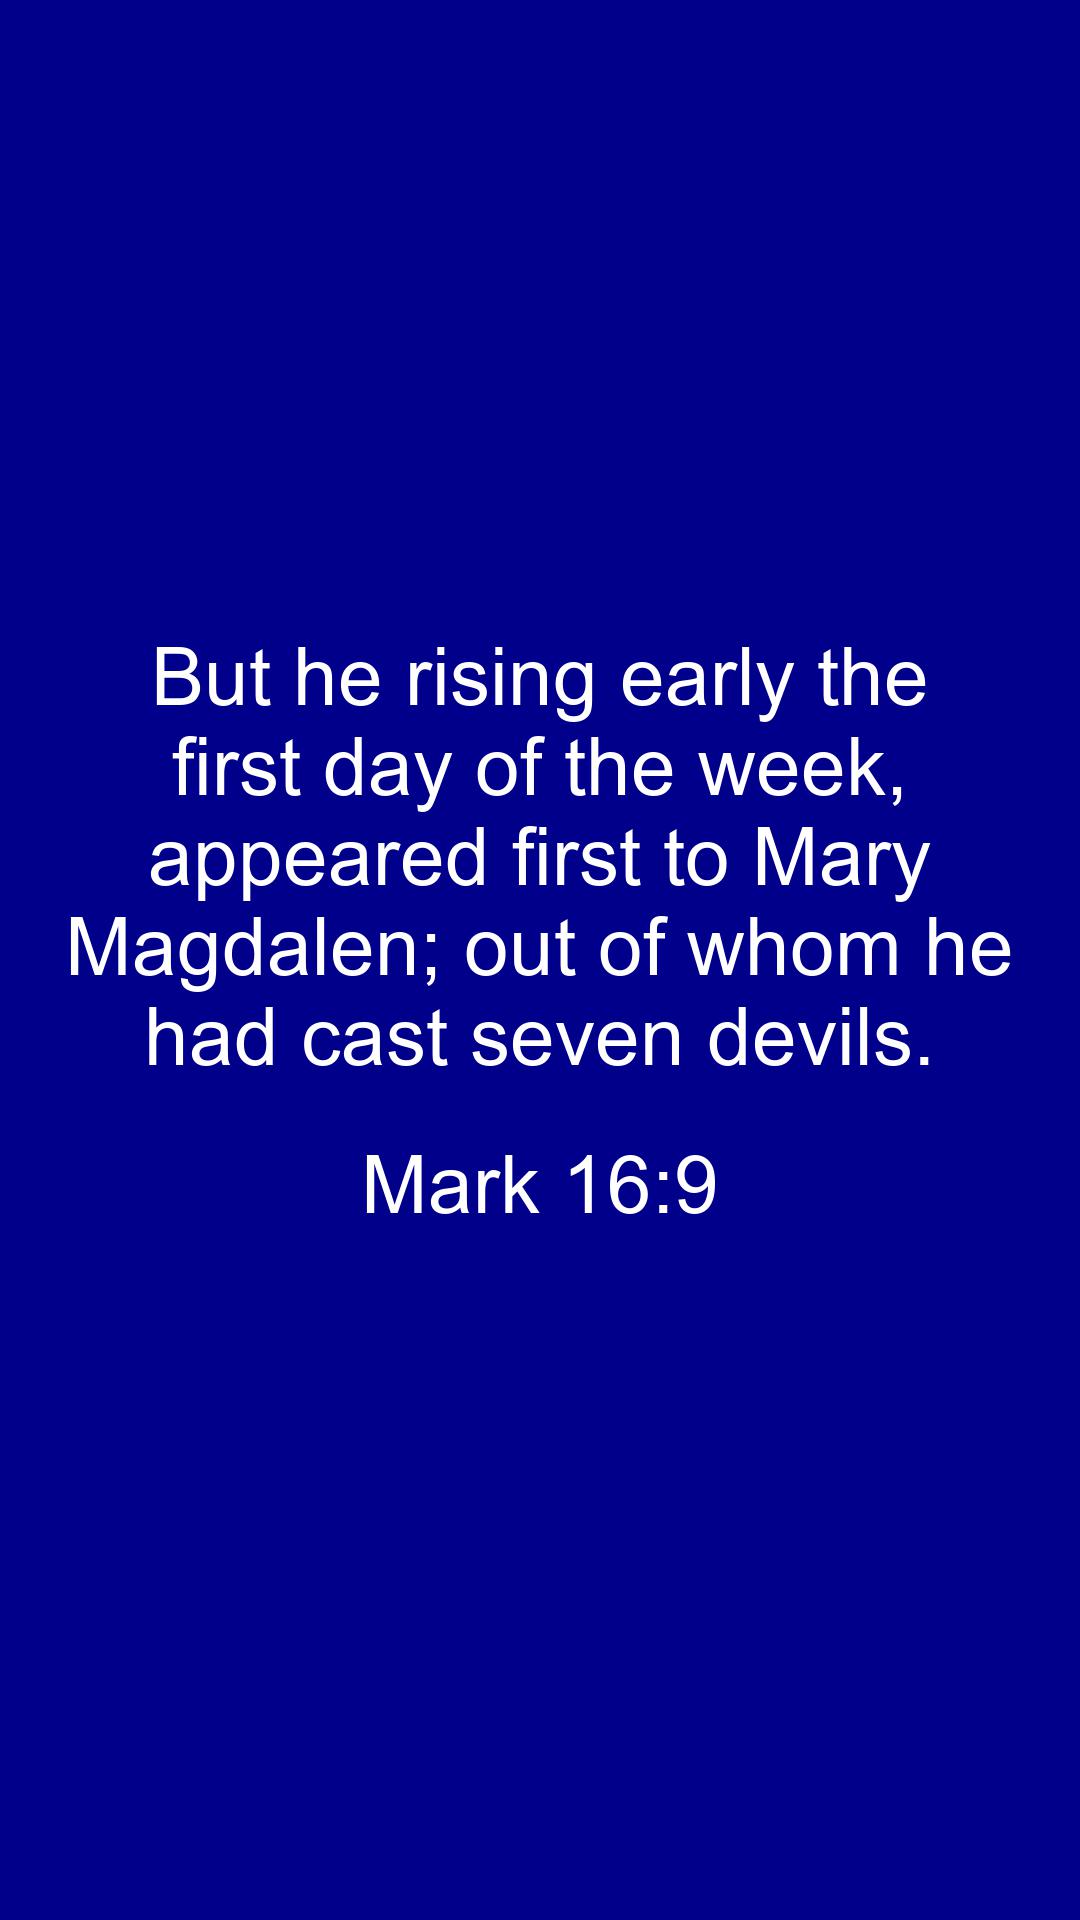 But he rising early the
first day of the week,
appeared first to Mary
Magdalen; out of whom he
had cast seven devils.
Mark 16:9